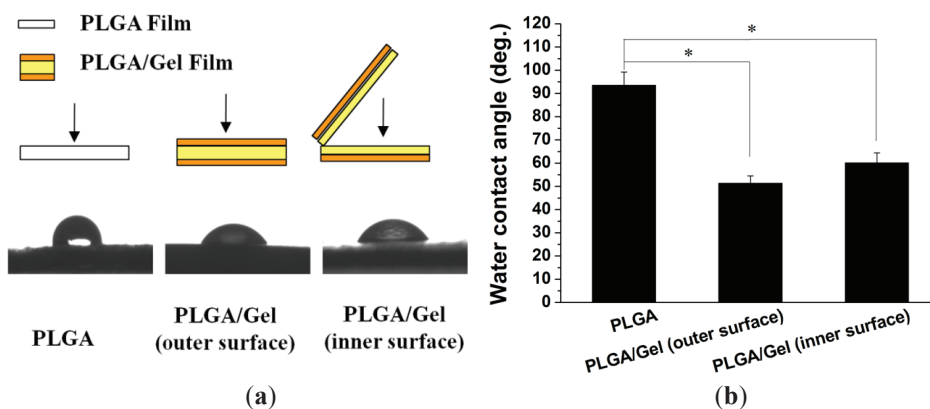 PLGA Film
PLGA/Gel Film
PLGA
PLGA/Gel
(outer surface)
PLGA/Gel
(inner surface)
(a)
Water contact angle (deg.)
120
110
100
90
80
70
60
50
40
30
20
10
0
*
*
PLGA
PLGA/Gel (outer surface)
PLGA/Gel (inner surface)
(b)